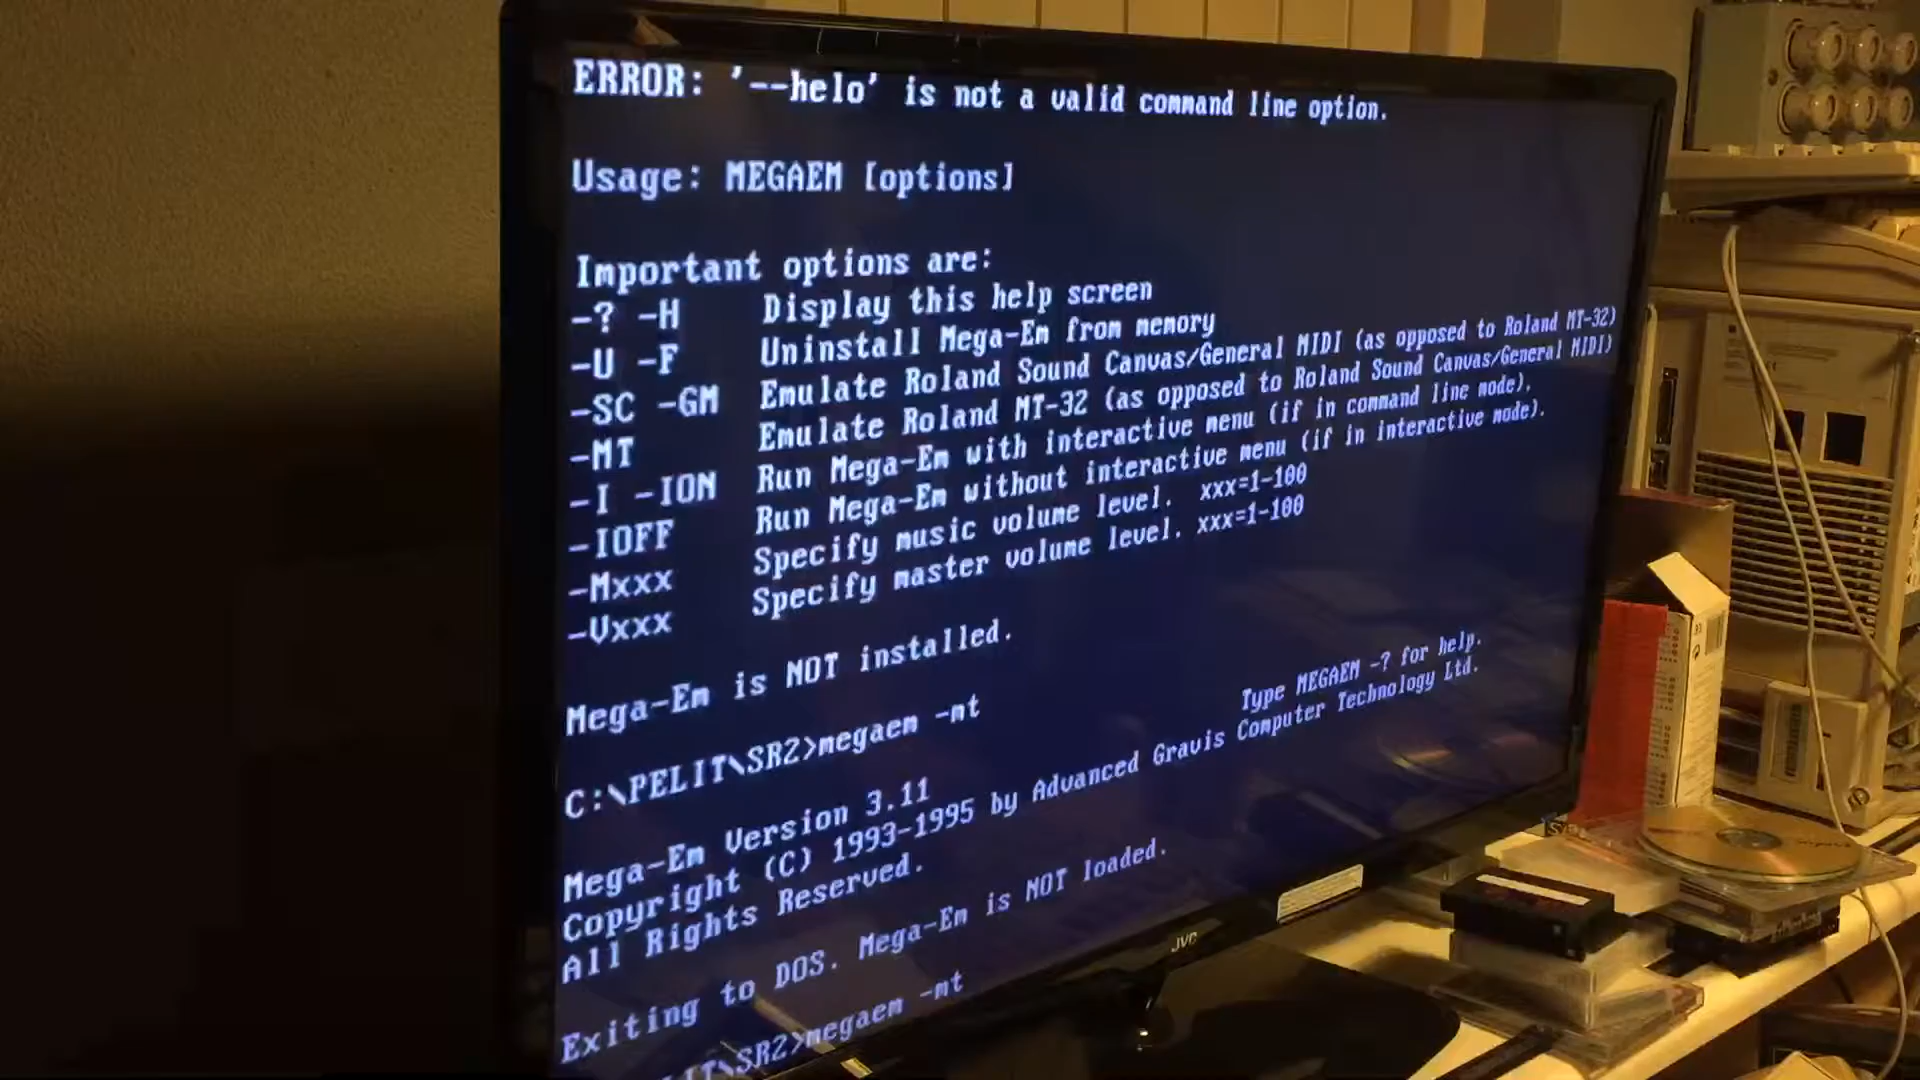 ERROR: '--helo' is not a valid command line option.
Usage: MEGAEM [options]
Important options are:
-? -H Display this help screen
-U -F Uninstall Mega-Em from memory
-SC -GM Emulate Roland Sound Canvas/General MIDI (as opposed to Roland MT-32)
-MT Emulate Roland MT-32 (as opposed to Roland Sound Canvas/General MIDI)
-I -ION Run Mega-Em with interactive menu (if in command line mode).
-IOFF Run Mega-Em without interactive menu (if in interactive mode).
-Mxxx Specify music volume level. xxx=1-100
-Vxxx Specify master volume level. xxx=1-100
Mega-Em is NOT installed.
C:\PELIT\SR2>megaem -mt
Mega-Em Version 3.11 Type MEGAEM -? for help.
Copyright (C) 1993-1995 by Advanced Gravis Computer Technology Ltd.
All Rights Reserved.
Exiting to DOS. Mega-Em is NOT loaded.
PELIT\SR2>megaem -mt
JVC